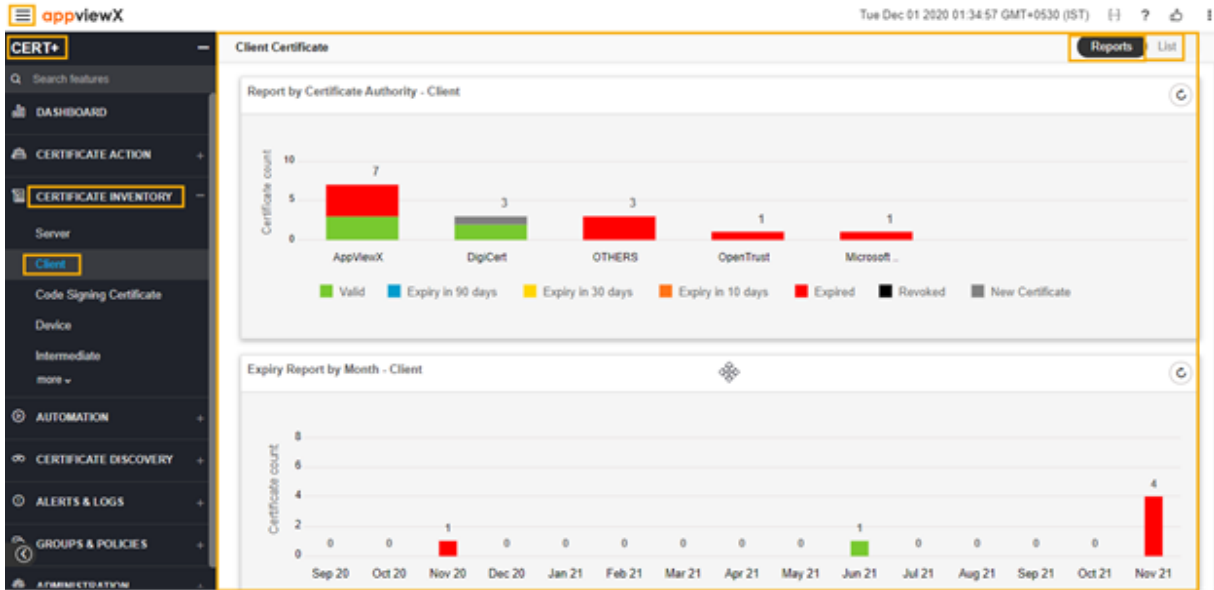 appviewX
Tue Dec 01 2020 01:34:57 GMT+0530 (IST)
CERT+
Client Certificate
Reports
List
Search features
DASHBOARD
CERTIFICATE ACTION
CERTIFICATE INVENTORY
Server
Client
Code Signing Certificate
Device
Intermediate
more
AUTOMATION
CERTIFICATE DISCOVERY
ALERTS & LOGS
GROUPS & POLICIES
ADMINISTRATION
Report by Certificate Authority - Client
Certificate count
10
5
0
7
3
3
1
1
AppViewX DigiCert OTHERS OpenTrust Microsoft ..
Valid Expiry in 90 days Expiry in 30 days Expiry in 10 days Expired Revoked New Certificate
Expiry Report by Month - Client
Certificate count
8
6
4
2
0
0 0 1 0 0 0 0 0 0 1 0 0 0 0 4
Sep 20 Oct 20 Nov 20 Dec 20 Jan 21 Feb 21 Mar 21 Apr 21 May 21 Jun 21 Jul 21 Aug 21 Sep 21 Oct 21 Nov 21